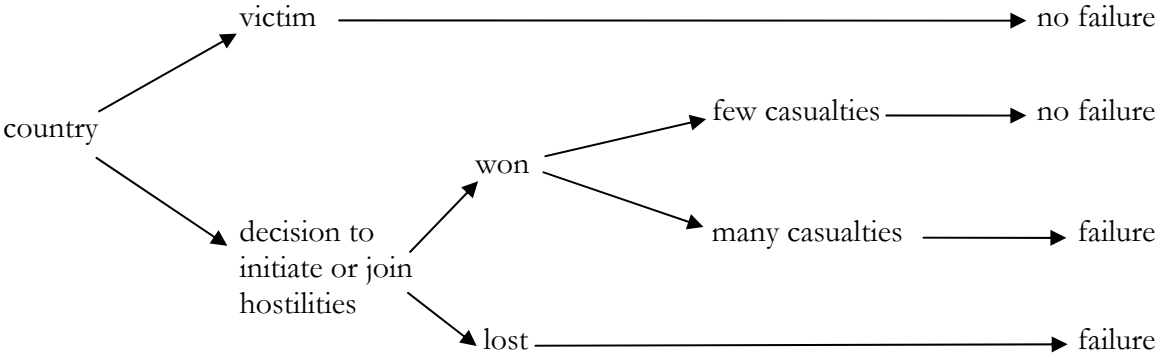 victim
no failure
country
few casualties
no failure
won
decision to
initiate or join
hostilities
many casualties
failure
lost
failure